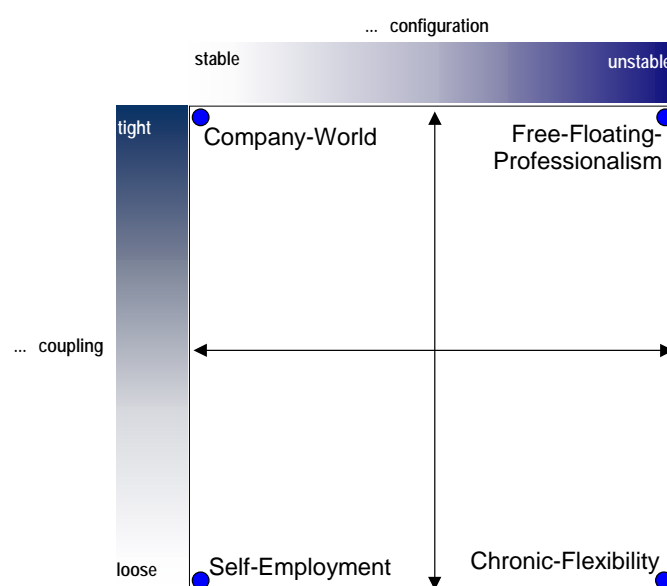 ... configuration
stable unstable
tight
Company-World
Free-Floating-
Professionalism
... coupling
loose
Self-Employment
Chronic-Flexibility